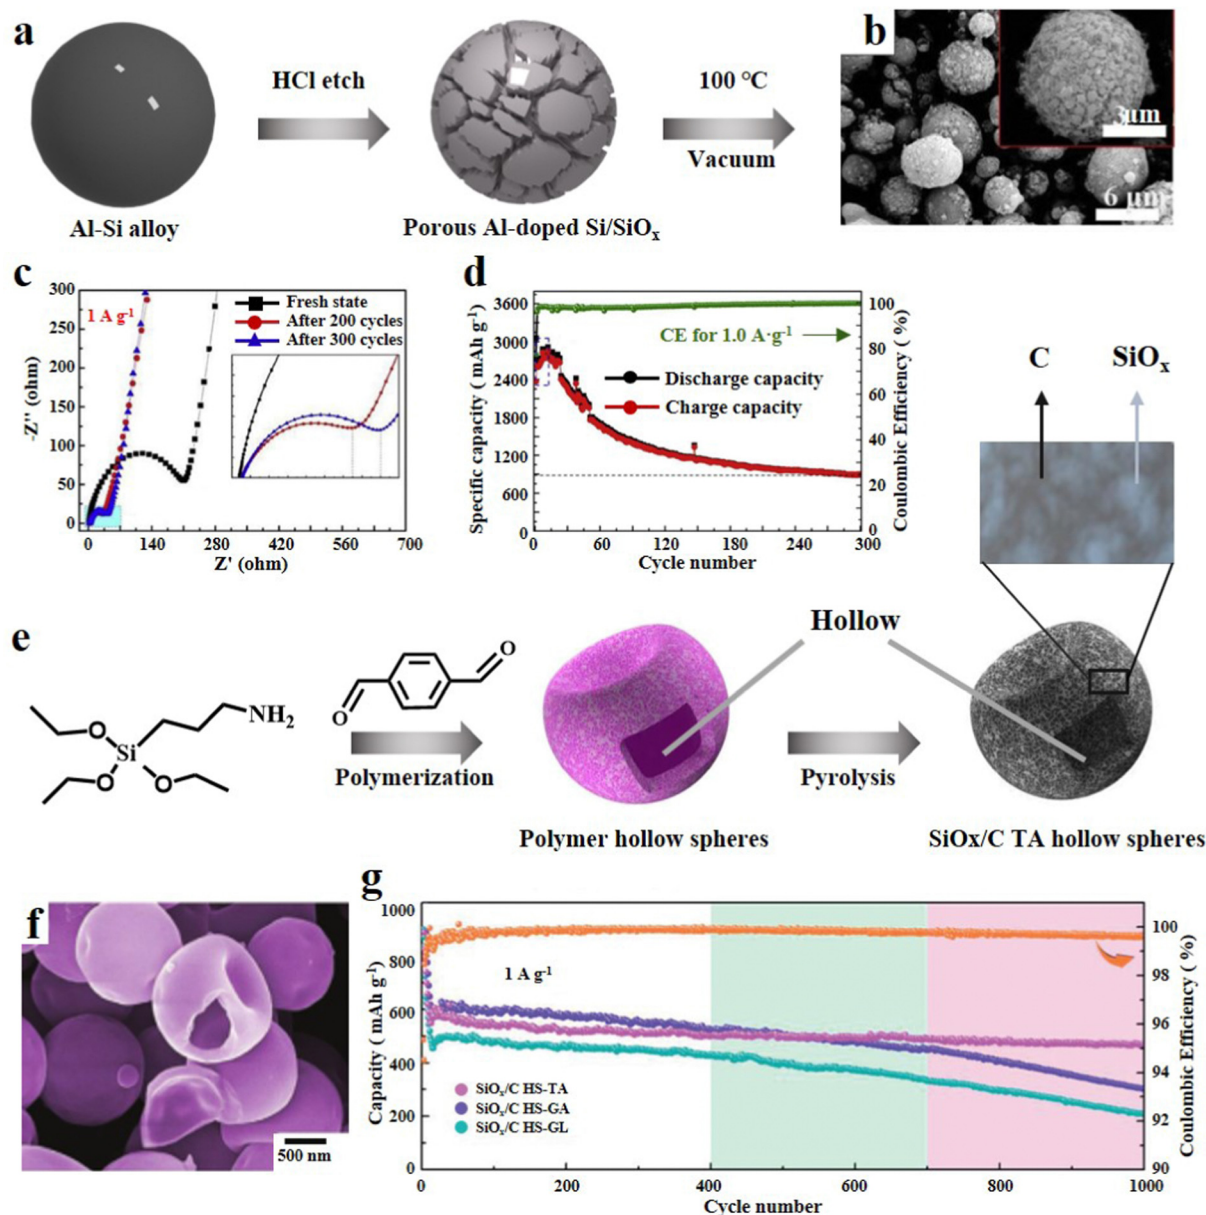 a
HCl etch
100 °C
Vacuum
Al-Si alloy
Porous Al-doped Si/SiOₓ
b
3μm
6 μm
c
300
250
200
150
100
50
0
-Z'' (ohm)
1 A g⁻¹
Fresh state
After 200 cycles
After 300 cycles
0
140
280
420
560
700
Z' (ohm)
d
3600
3000
2400
1800
1200
600
0
Specific capacity ( mAh g⁻¹)
CE for 1.0 A·g⁻¹
Discharge capacity
Charge capacity
100
80
60
40
20
0
Coulombic Efficiency ( %)
0
60
120
180
240
300
Cycle number
C
SiOₓ
e
NH₂
O
Si
O
O
O
O
Polymerization
Hollow
Pyrolysis
Polymer hollow spheres
SiOx/C TA hollow spheres
f
500 nm
g
1000
800
600
400
200
0
Capacity ( mAh g⁻¹)
1 A g⁻¹
SiOₓ/C HS-TA
SiOₓ/C HS-GA
SiOₓ/C HS-GL
100
98
96
94
92
90
Coulombic Efficiency ( %)
0
200
400
600
800
1000
Cycle number